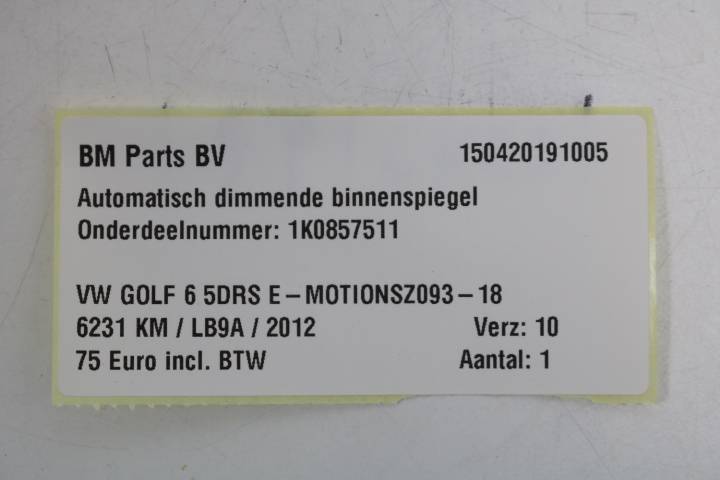 BM Parts BV 150420191005
Automatisch dimmende binnenspiegel
Onderdeelnummer: 1K0857511
VW GOLF 6 5DRS E-MOTIONSZ093-18
6231 KM / LB9A / 2012 Verz: 10
75 Euro incl. BTW Aantal: 1